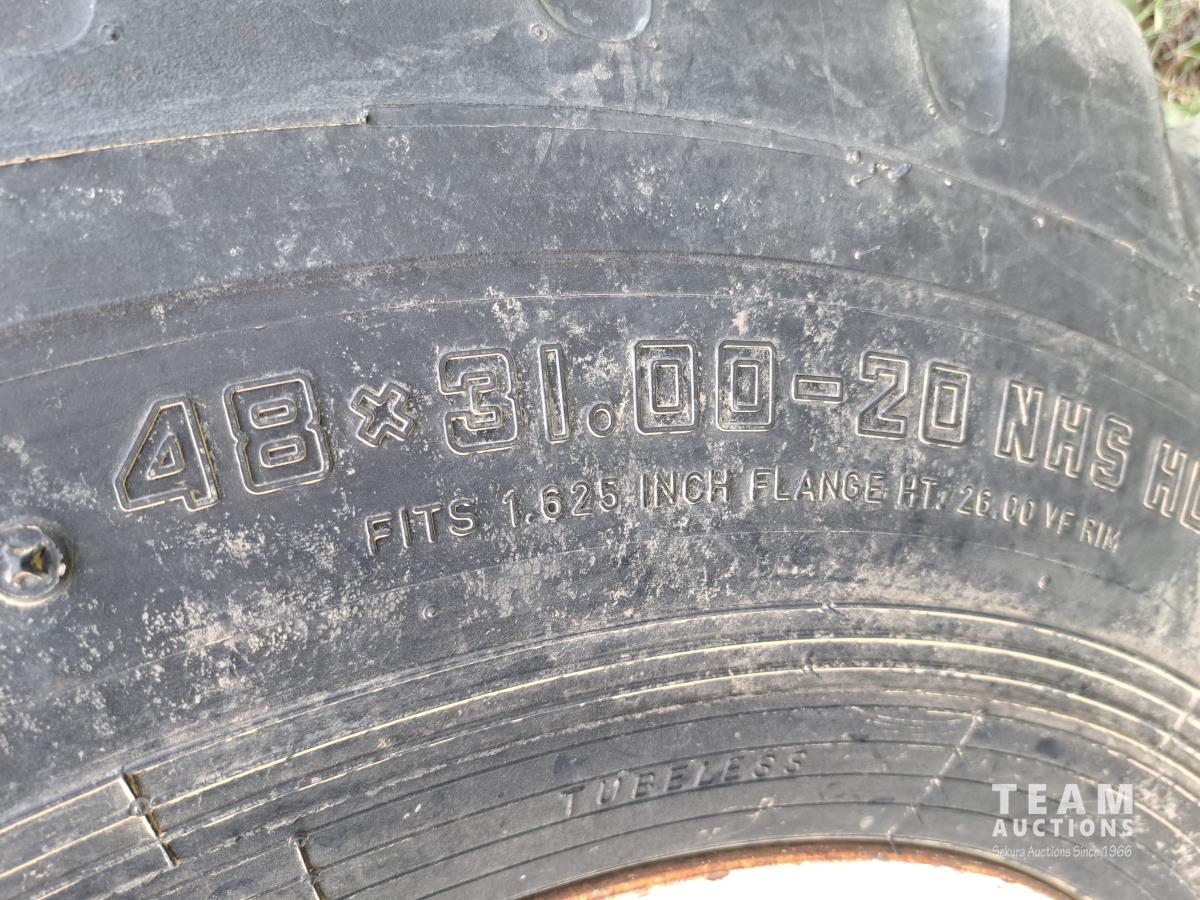 48×31.00-20 NHS
FITS 1.625 INCH FLANGE HT. 26.00 VF RIM
TUBELESS
TEAM
AUCTIONS
Sekura Auctions Since 1966